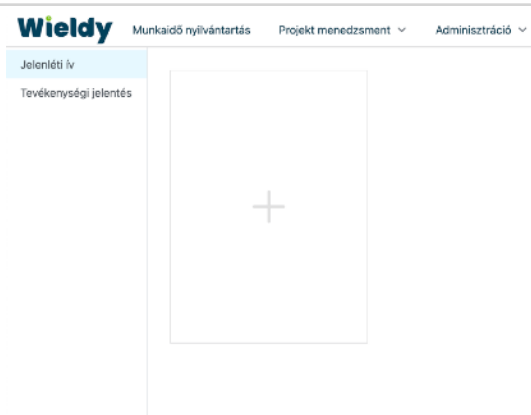 Wieldy Munkaidő nyilvántartás Projekt menedzsment Adminisztráció
Jelenléti ív
Tevékenységi jelentés